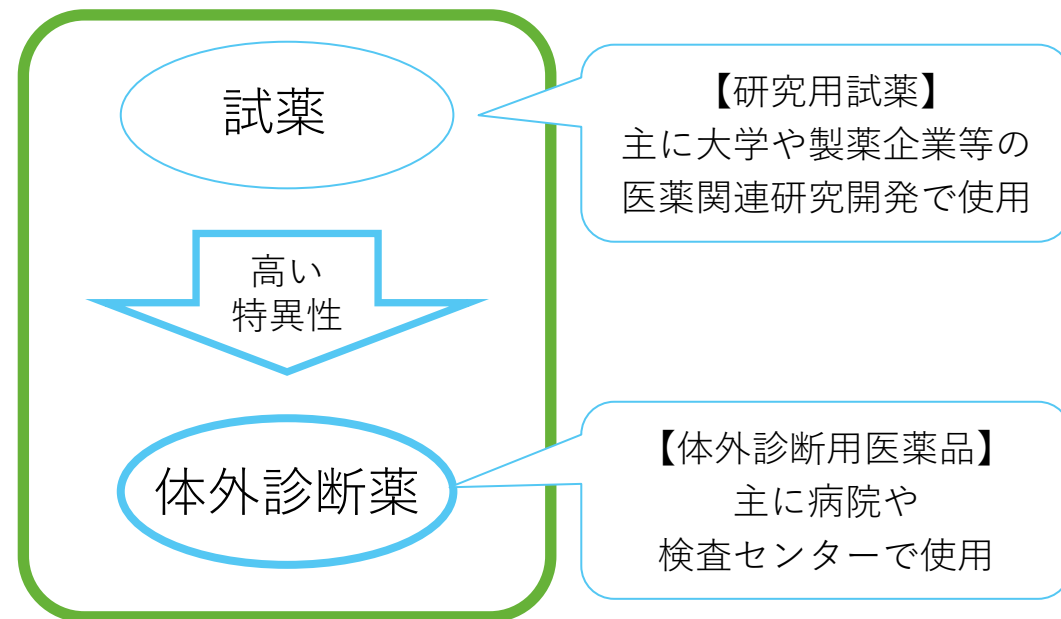 試薬
【研究用試薬】
主に大学や製薬企業等の
医薬関連研究開発で使用
高い
特異性
体外診断薬
【体外診断用医薬品】
主に病院や
検査センターで使用